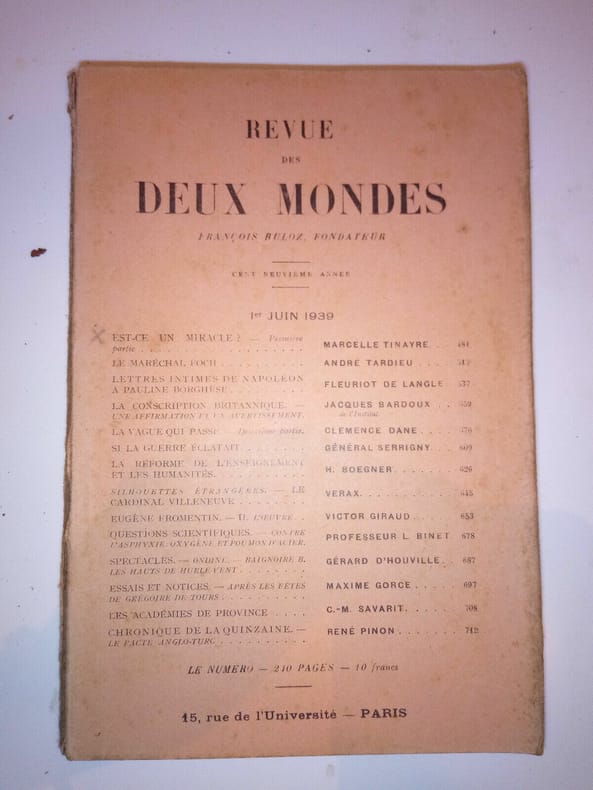 REVUE
DES
DEUX MONDES
FRANÇOIS BULOZ, FONDATEUR
CENT NEUVIÈME ANNÉE
1er JUIN 1939
EST-CE UN MIRACLE ? — Première
partie . . . MARCELLE TINAYRE . . 481
LE MARÉCHAL FOCH . . . ANDRÉ TARDIEU . . . 512
LETTRES INTIMES DE NAPOLÉON
A PAULINE BORGHÈSE . . . FLEURIOT DE LANGLE 537
LA CONSCRIPTION BRITANNIQUE. — JACQUES BARDOUX . . 559
UNE AFFIRMATION ET UN AVERTISSEMENT. de l'Institut
LA VAGUE QUI PASSE. — Deuxième partie. CLEMENCE DANE . . . 576
SI LA GUERRE ÉCLATAIT . . . GÉNÉRAL SERRIGNY . . . 609
LA RÉFORME DE L'ENSEIGNEMENT
ET LES HUMANITÉS . . . H. BOEGNER . . . 626
SILHOUETTES ÉTRANGÈRES. — LE
CARDINAL VILLENEUVE . . . VERAX . . .
EUGÈNE FROMENTIN. — II. L'ŒUVRE . . VICTOR GIRAUD . . . 653
QUESTIONS SCIENTIFIQUES. — CONTRE
L'ASPHYXIE: OXYGÈNE ET POUMON D'ACIER. PROFESSEUR L. BINET 678
SPECTACLES. — ONDINE. — BAIGNOIRE B.
LES HAUTS DE HURLEVENT . . . GÉRARD D'HOUVILLE . . 687
ESSAIS ET NOTICES. — APRÈS LES FÊTES
DE GRÉGOIRE DE TOURS . . . MAXIME GORCE . . . 697
LES ACADÉMIES DE PROVINCE . . . C.-M. SAVARIT . . . 708
CHRONIQUE DE LA QUINZAINE. —
LE PACTE ANGLO-TURC . . . RENÉ PINON . . . 712
LE NUMÉRO — 240 PAGES — 10 francs
15, rue de l'Université — PARIS